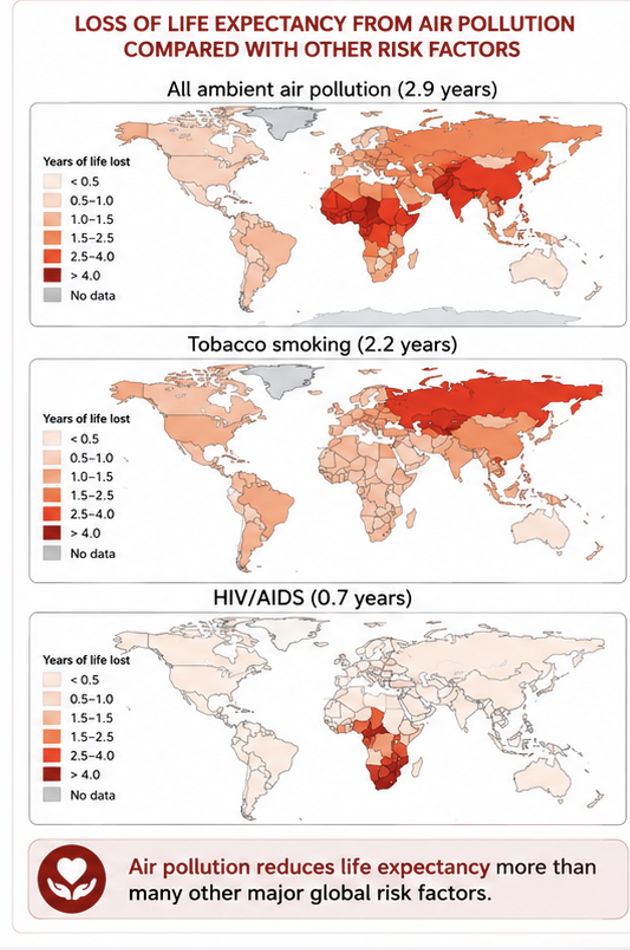 LOSS OF LIFE EXPECTANCY FROM AIR POLLUTION
COMPARED WITH OTHER RISK FACTORS
All ambient air pollution (2.9 years)
Years of life lost
< 0.5
0.5–1.0
1.0–1.5
1.5–2.5
2.5–4.0
> 4.0
No data
Tobacco smoking (2.2 years)
Years of life lost
< 0.5
0.5–1.0
1.0–1.5
1.5–2.5
2.5–4.0
> 4.0
No data
HIV/AIDS (0.7 years)
Years of life lost
< 0.5
0.5–1.0
1.5–1.5
1.5–2.5
2.5–4.0
> 4.0
No data
Air pollution reduces life expectancy more than
many other major global risk factors.